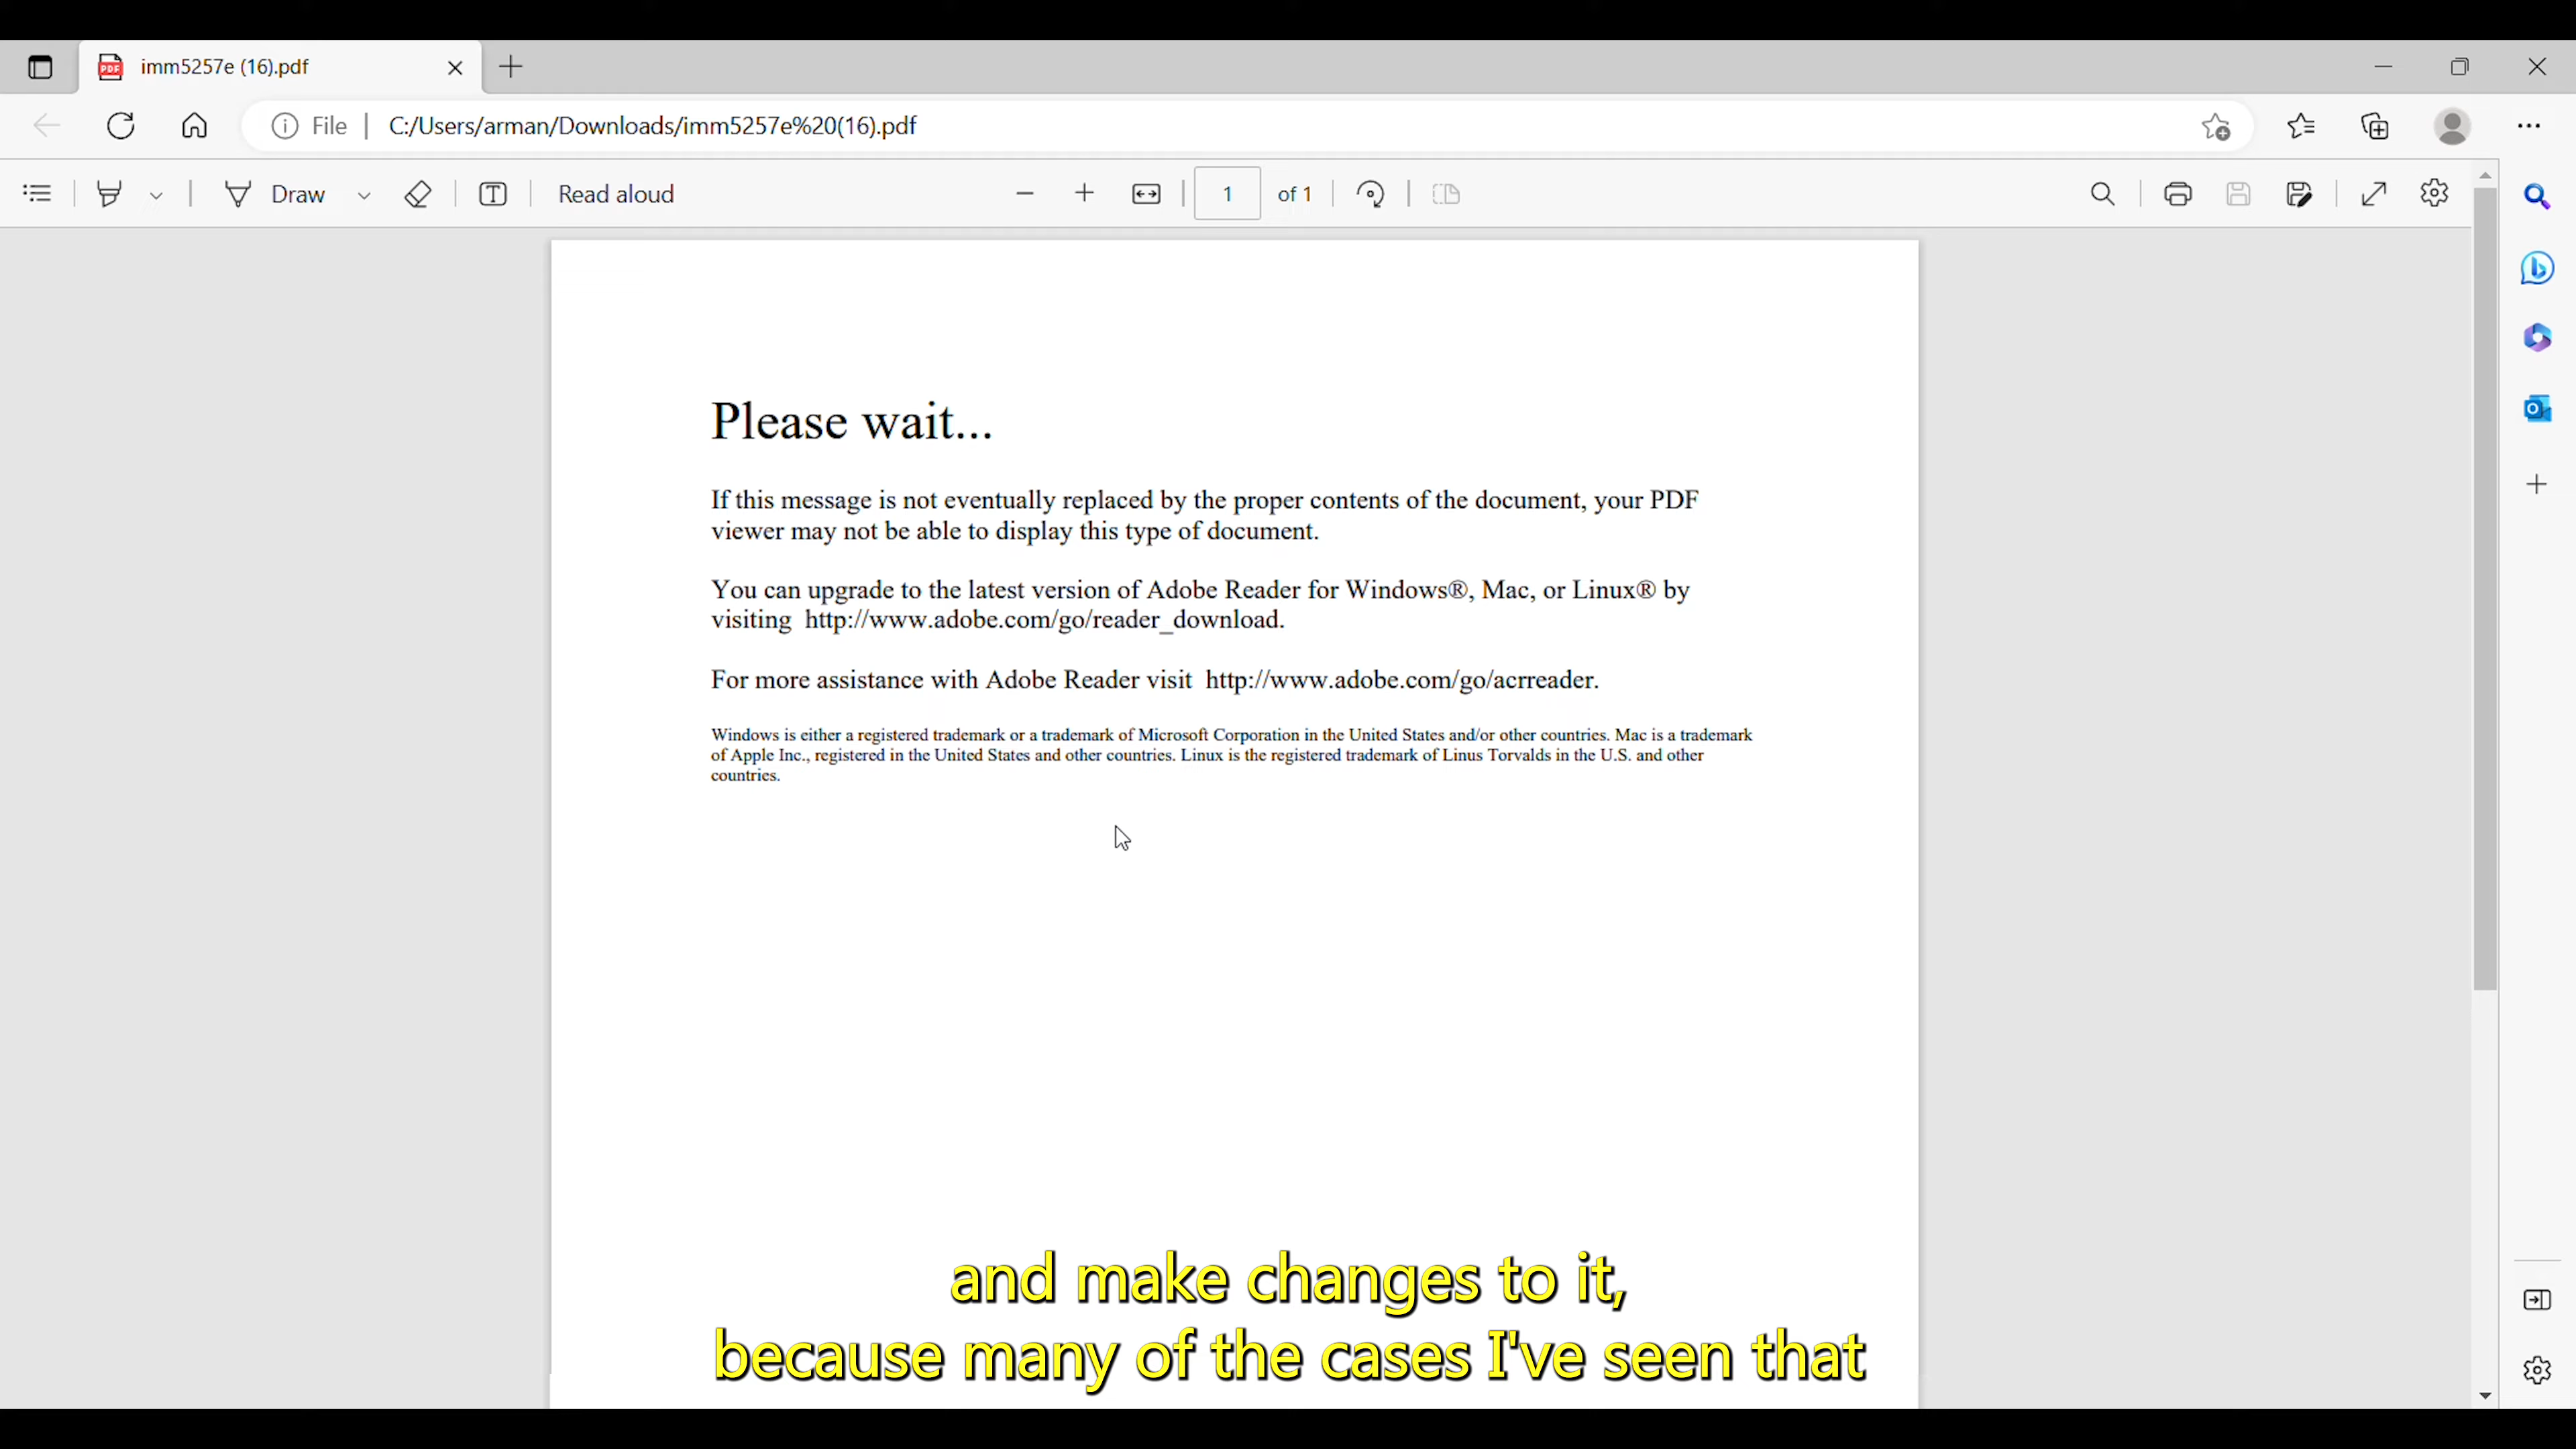 imm5257e (16).pdf
File | C:/Users/arman/Downloads/imm5257e%20(16).pdf
Draw Read aloud 1 of 1
Please wait...
If this message is not eventually replaced by the proper contents of the document, your PDF
viewer may not be able to display this type of document.
You can upgrade to the latest version of Adobe Reader for Windows®, Mac, or Linux® by
visiting http://www.adobe.com/go/reader_download.
For more assistance with Adobe Reader visit http://www.adobe.com/go/acrreader.
Windows is either a registered trademark or a trademark of Microsoft Corporation in the United States and/or other countries. Mac is a trademark
of Apple Inc., registered in the United States and other countries. Linux is the registered trademark of Linus Torvalds in the U.S. and other
countries.
and make changes to it,
because many of the cases I've seen that